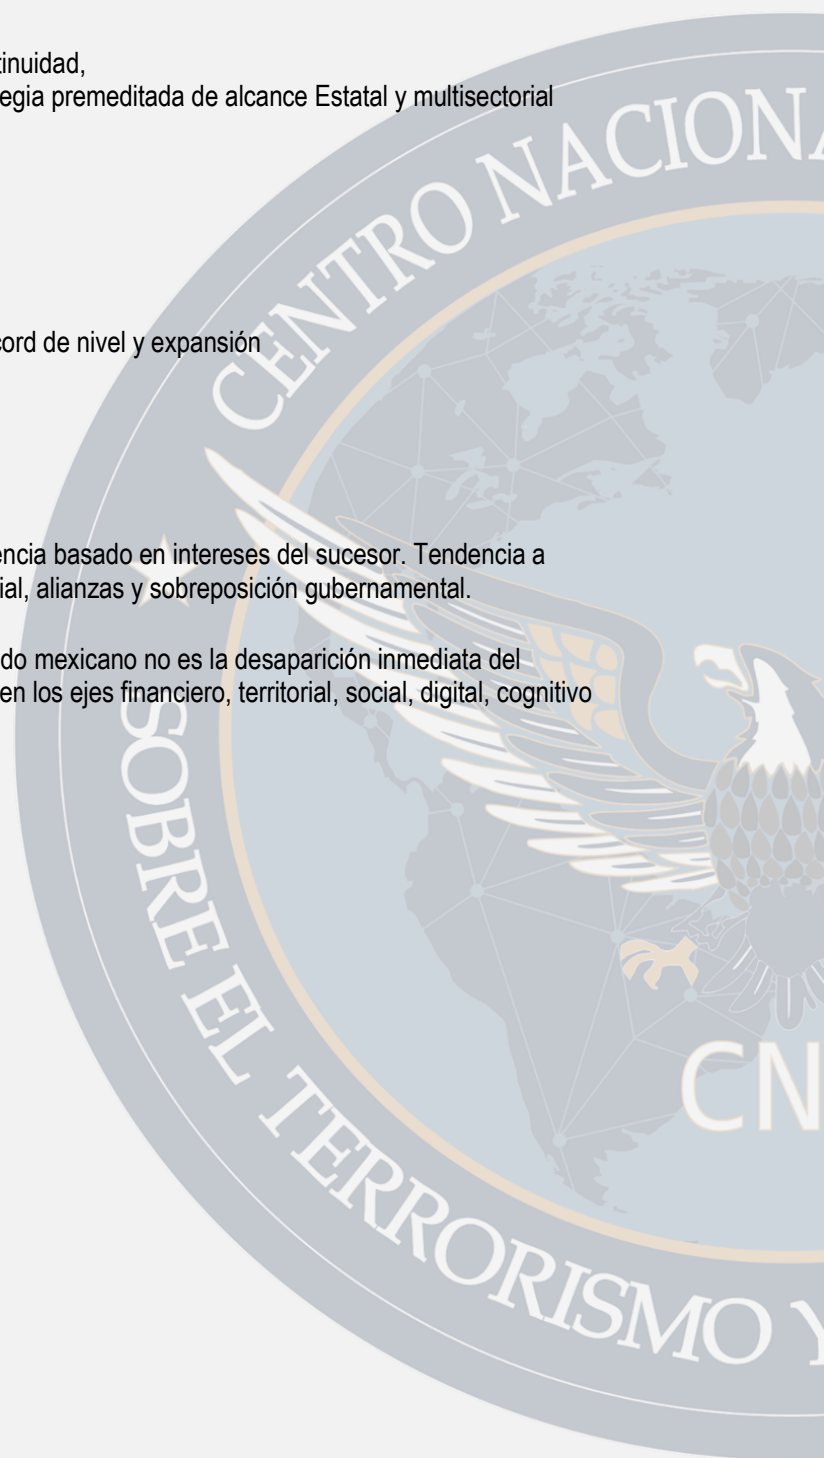 tinuidad,
egia premeditada de alcance Estatal y multisectorial
CENTRO NACIONA
cord de nivel y expansión
encia basado en intereses del sucesor. Tendencia a
ial, alianzas y sobreposición gubernamental.
do mexicano no es la desaparición inmediata del
en los ejes financiero, territorial, social, digital, cognitivo
SOBRE EL TERRORISMO Y
CN